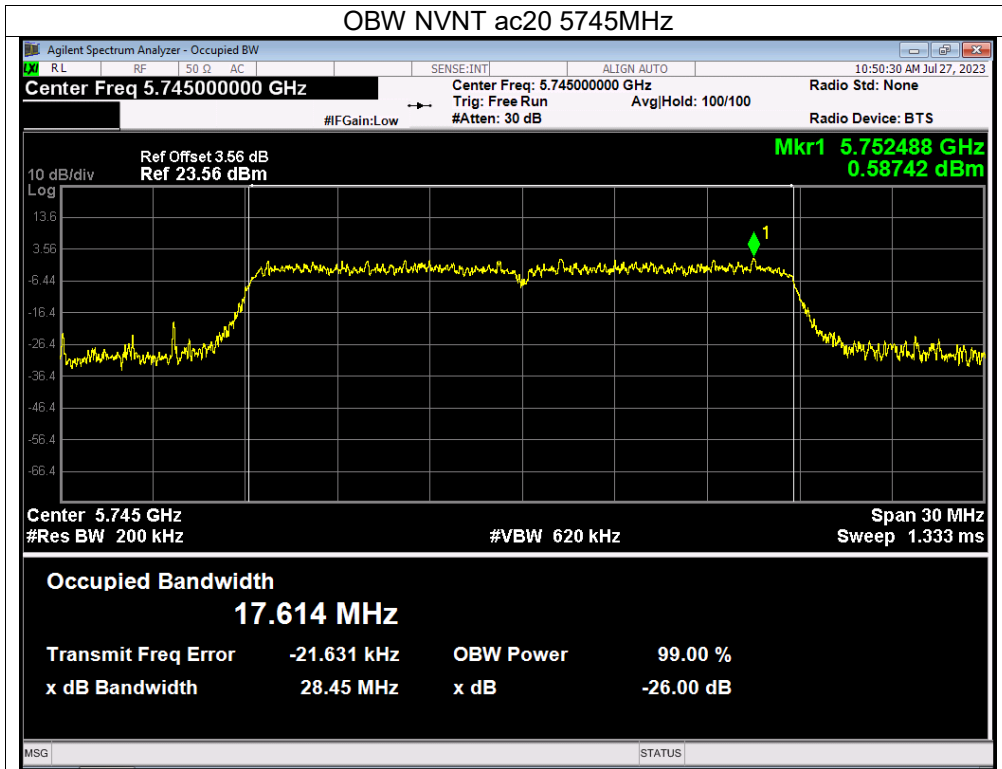 OBW NVNT ac20 5745MHz
Agilent Spectrum Analyzer - Occupied BW
LXI RL RF 50 Ω AC SENSE:INT ALIGN AUTO 10:50:30 AM Jul 27, 2023
Center Freq 5.745000000 GHz Center Freq: 5.745000000 GHz Radio Std: None
Trig: Free Run Avg|Hold: 100/100
#IFGain:Low #Atten: 30 dB Radio Device: BTS
Ref Offset 3.56 dB Mkr1 5.752488 GHz
10 dB/div Ref 23.56 dBm 0.58742 dBm
Log
13.6
1
3.56
-6.44
-16.4
-26.4
-36.4
-46.4
-56.4
-66.4
Center 5.745 GHz Span 30 MHz
#Res BW 200 kHz #VBW 620 kHz Sweep 1.333 ms
Occupied Bandwidth
17.614 MHz
Transmit Freq Error -21.631 kHz OBW Power 99.00 %
x dB Bandwidth 28.45 MHz x dB -26.00 dB
MSG STATUS